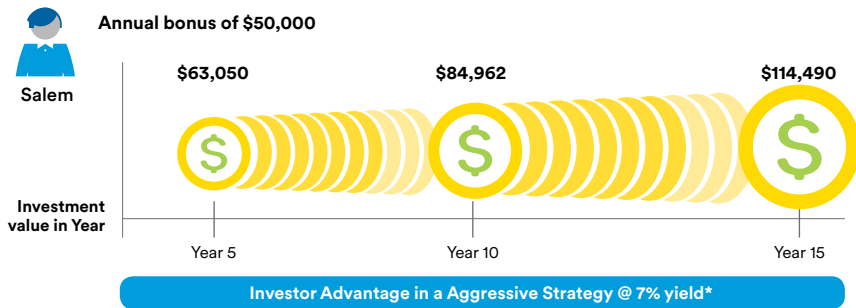 Annual bonus of $50,000
Salem
$63,050
$84,962
$114,490
$
$
$
Investment
value in Year
Year 5
Year 10
Year 15
Investor Advantage in a Aggressive Strategy @ 7% yield*